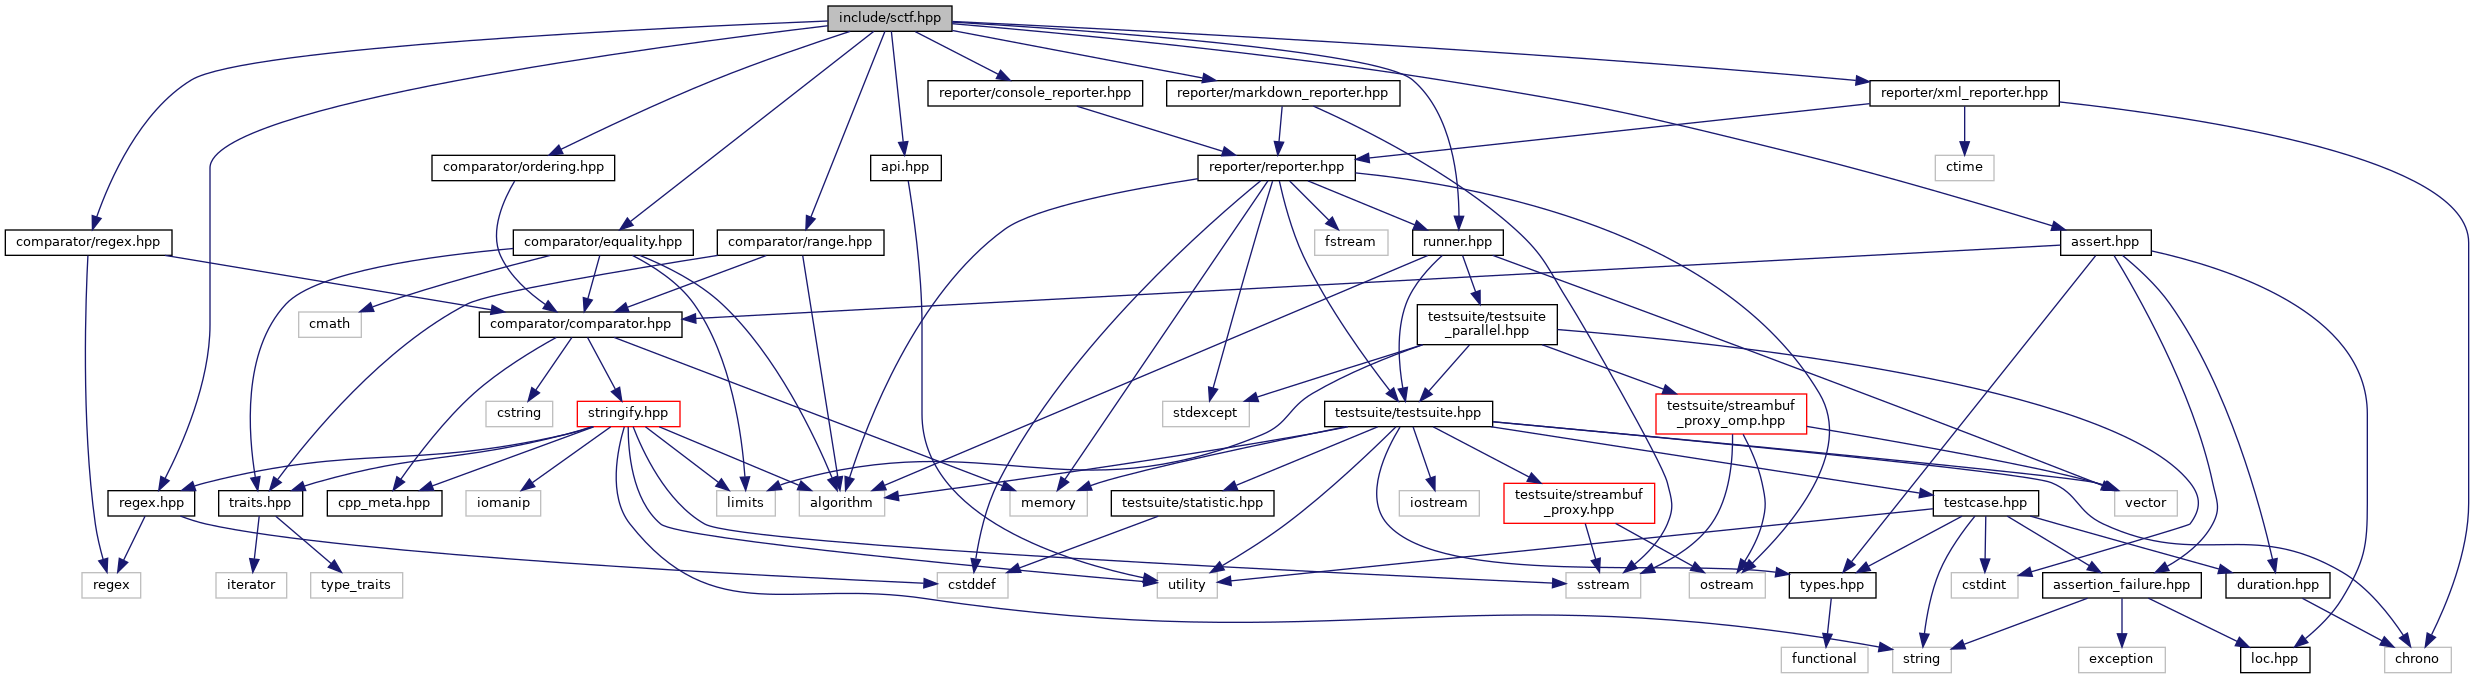 include/sctf.hpp
reporter/console_reporter.hpp
reporter/markdown_reporter.hpp
reporter/xml_reporter.hpp
comparator/ordering.hpp
api.hpp
reporter/reporter.hpp
ctime
comparator/regex.hpp
comparator/equality.hpp
comparator/range.hpp
fstream
runner.hpp
assert.hpp
cmath
comparator/comparator.hpp
testsuite/testsuite
_parallel.hpp
cstring
stringify.hpp
stdexcept
testsuite/testsuite.hpp
testsuite/streambuf
_proxy_omp.hpp
regex.hpp
traits.hpp
cpp_meta.hpp
iomanip
limits
algorithm
memory
testsuite/statistic.hpp
iostream
testsuite/streambuf
_proxy.hpp
testcase.hpp
vector
regex
iterator
type_traits
cstddef
utility
sstream
ostream
types.hpp
cstdint
assertion_failure.hpp
duration.hpp
functional
string
exception
loc.hpp
chrono